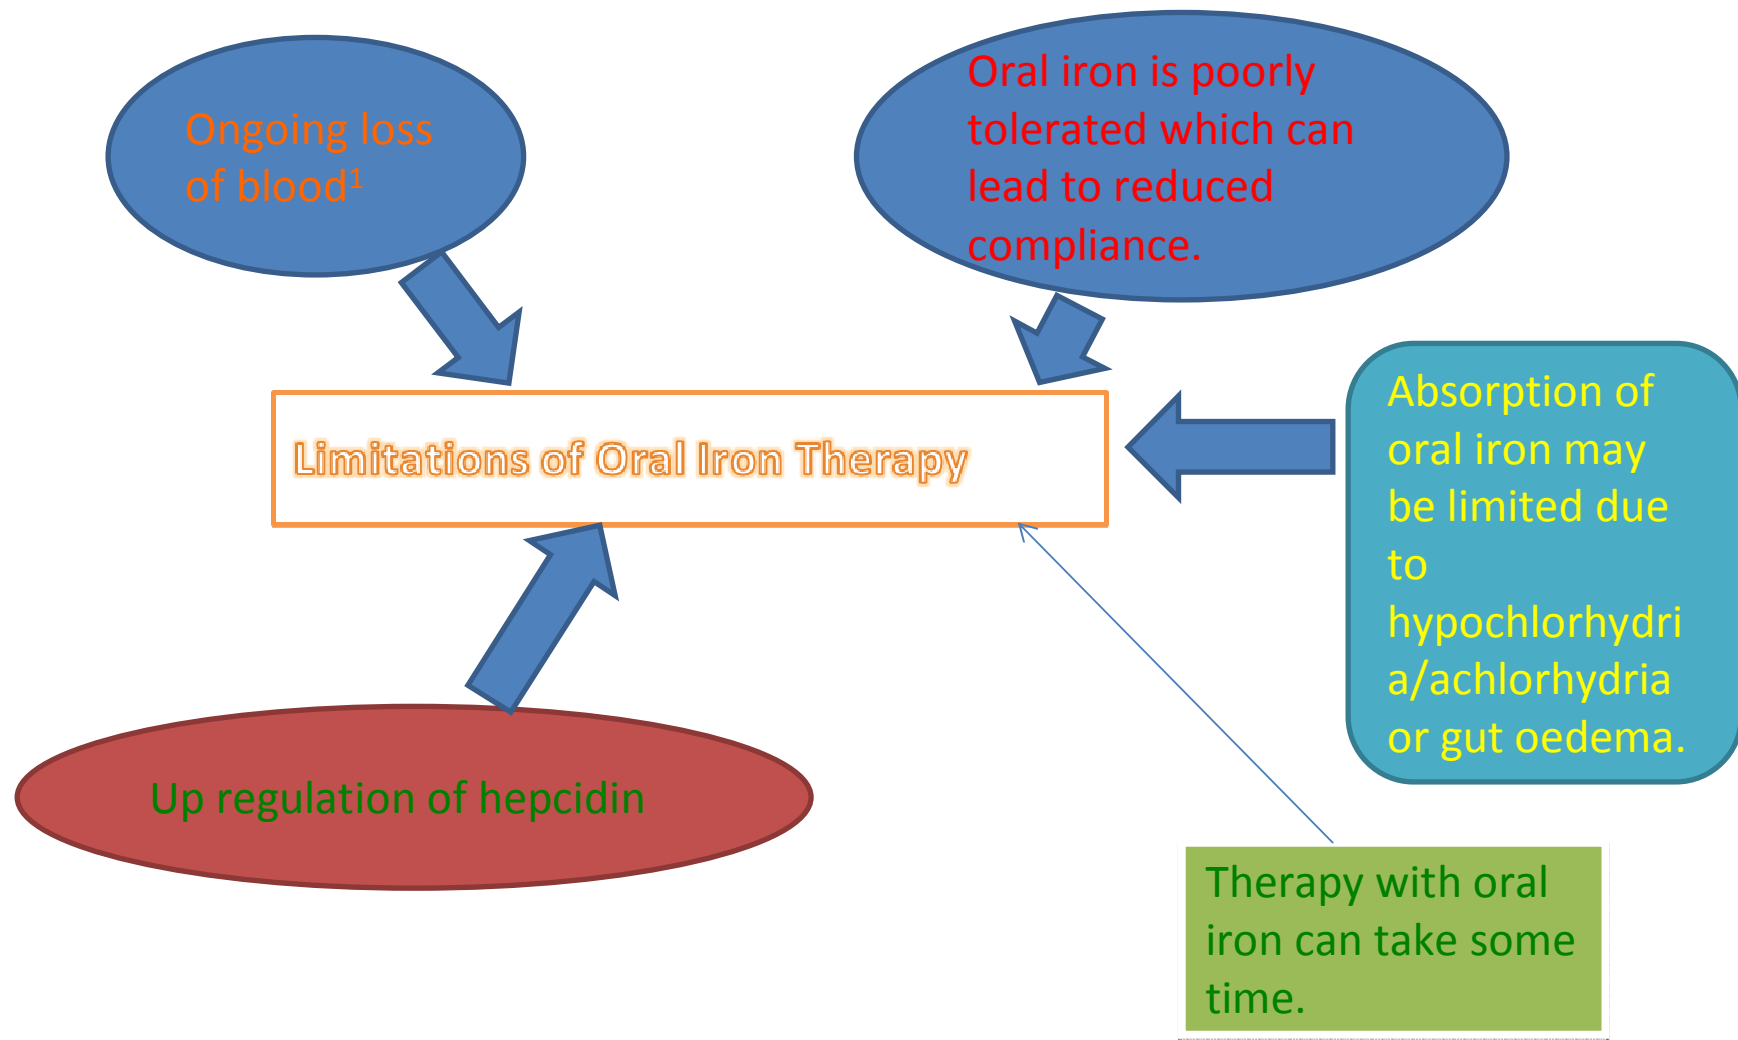 Ongoing loss
of blood¹
Oral iron is poorly
tolerated which can
lead to reduced
compliance.
Limitations of Oral Iron Therapy
Absorption of
oral iron may
be limited due
to
hypochlorhydri
a/achlorhydria
or gut oedema.
Up regulation of hepcidin
Therapy with oral
iron can take some
time.